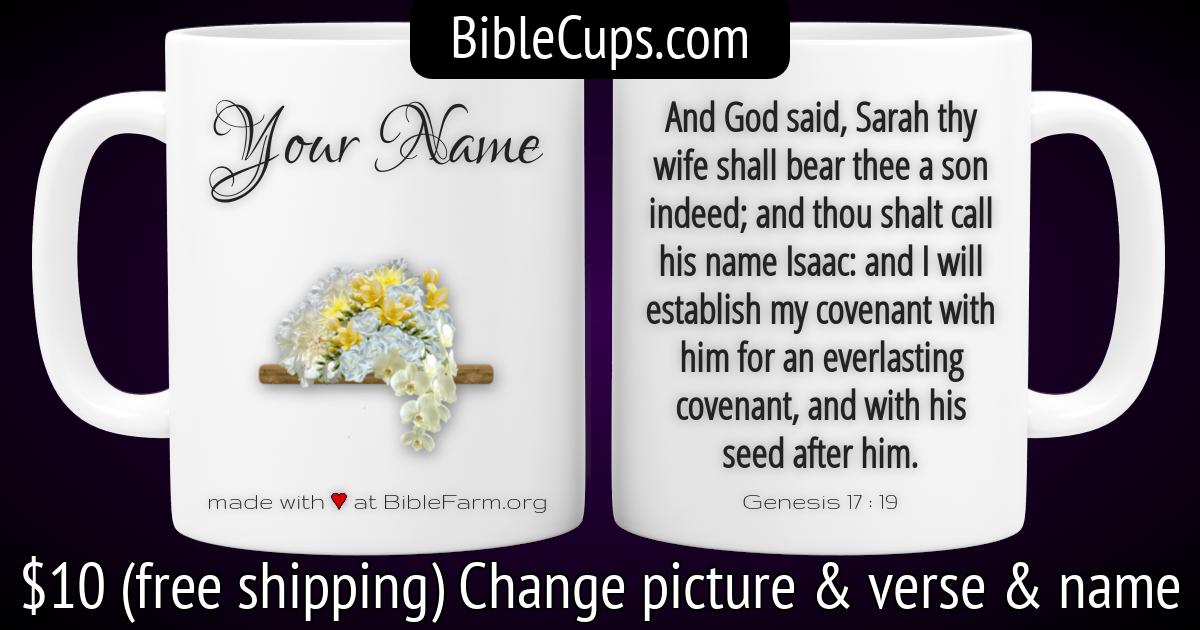 BibleCups.com
Your Name
made with ♥ at BibleFarm.org
And God said, Sarah thy
wife shall bear thee a son
indeed; and thou shalt call
his name Isaac: and I will
establish my covenant with
him for an everlasting
covenant, and with his
seed after him.
Genesis 17 : 19
$10 (free shipping) Change picture & verse & name